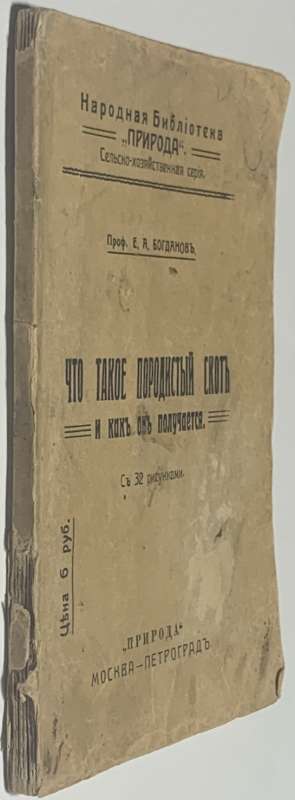 Народная Библіотека
„ПРИРОДА“.
Сельско-хозяйственная серія.
Проф. Е. А. БОГДАНОВЪ.
ЧТО ТАКОЕ ПОРОДИСТЫЙ СКОТЪ
и какъ онъ получается.
Съ 32 рисунками.
Цѣна 6 руб.
„ПРИРОДА“
МОСКВА—ПЕТРОГРАДЪ